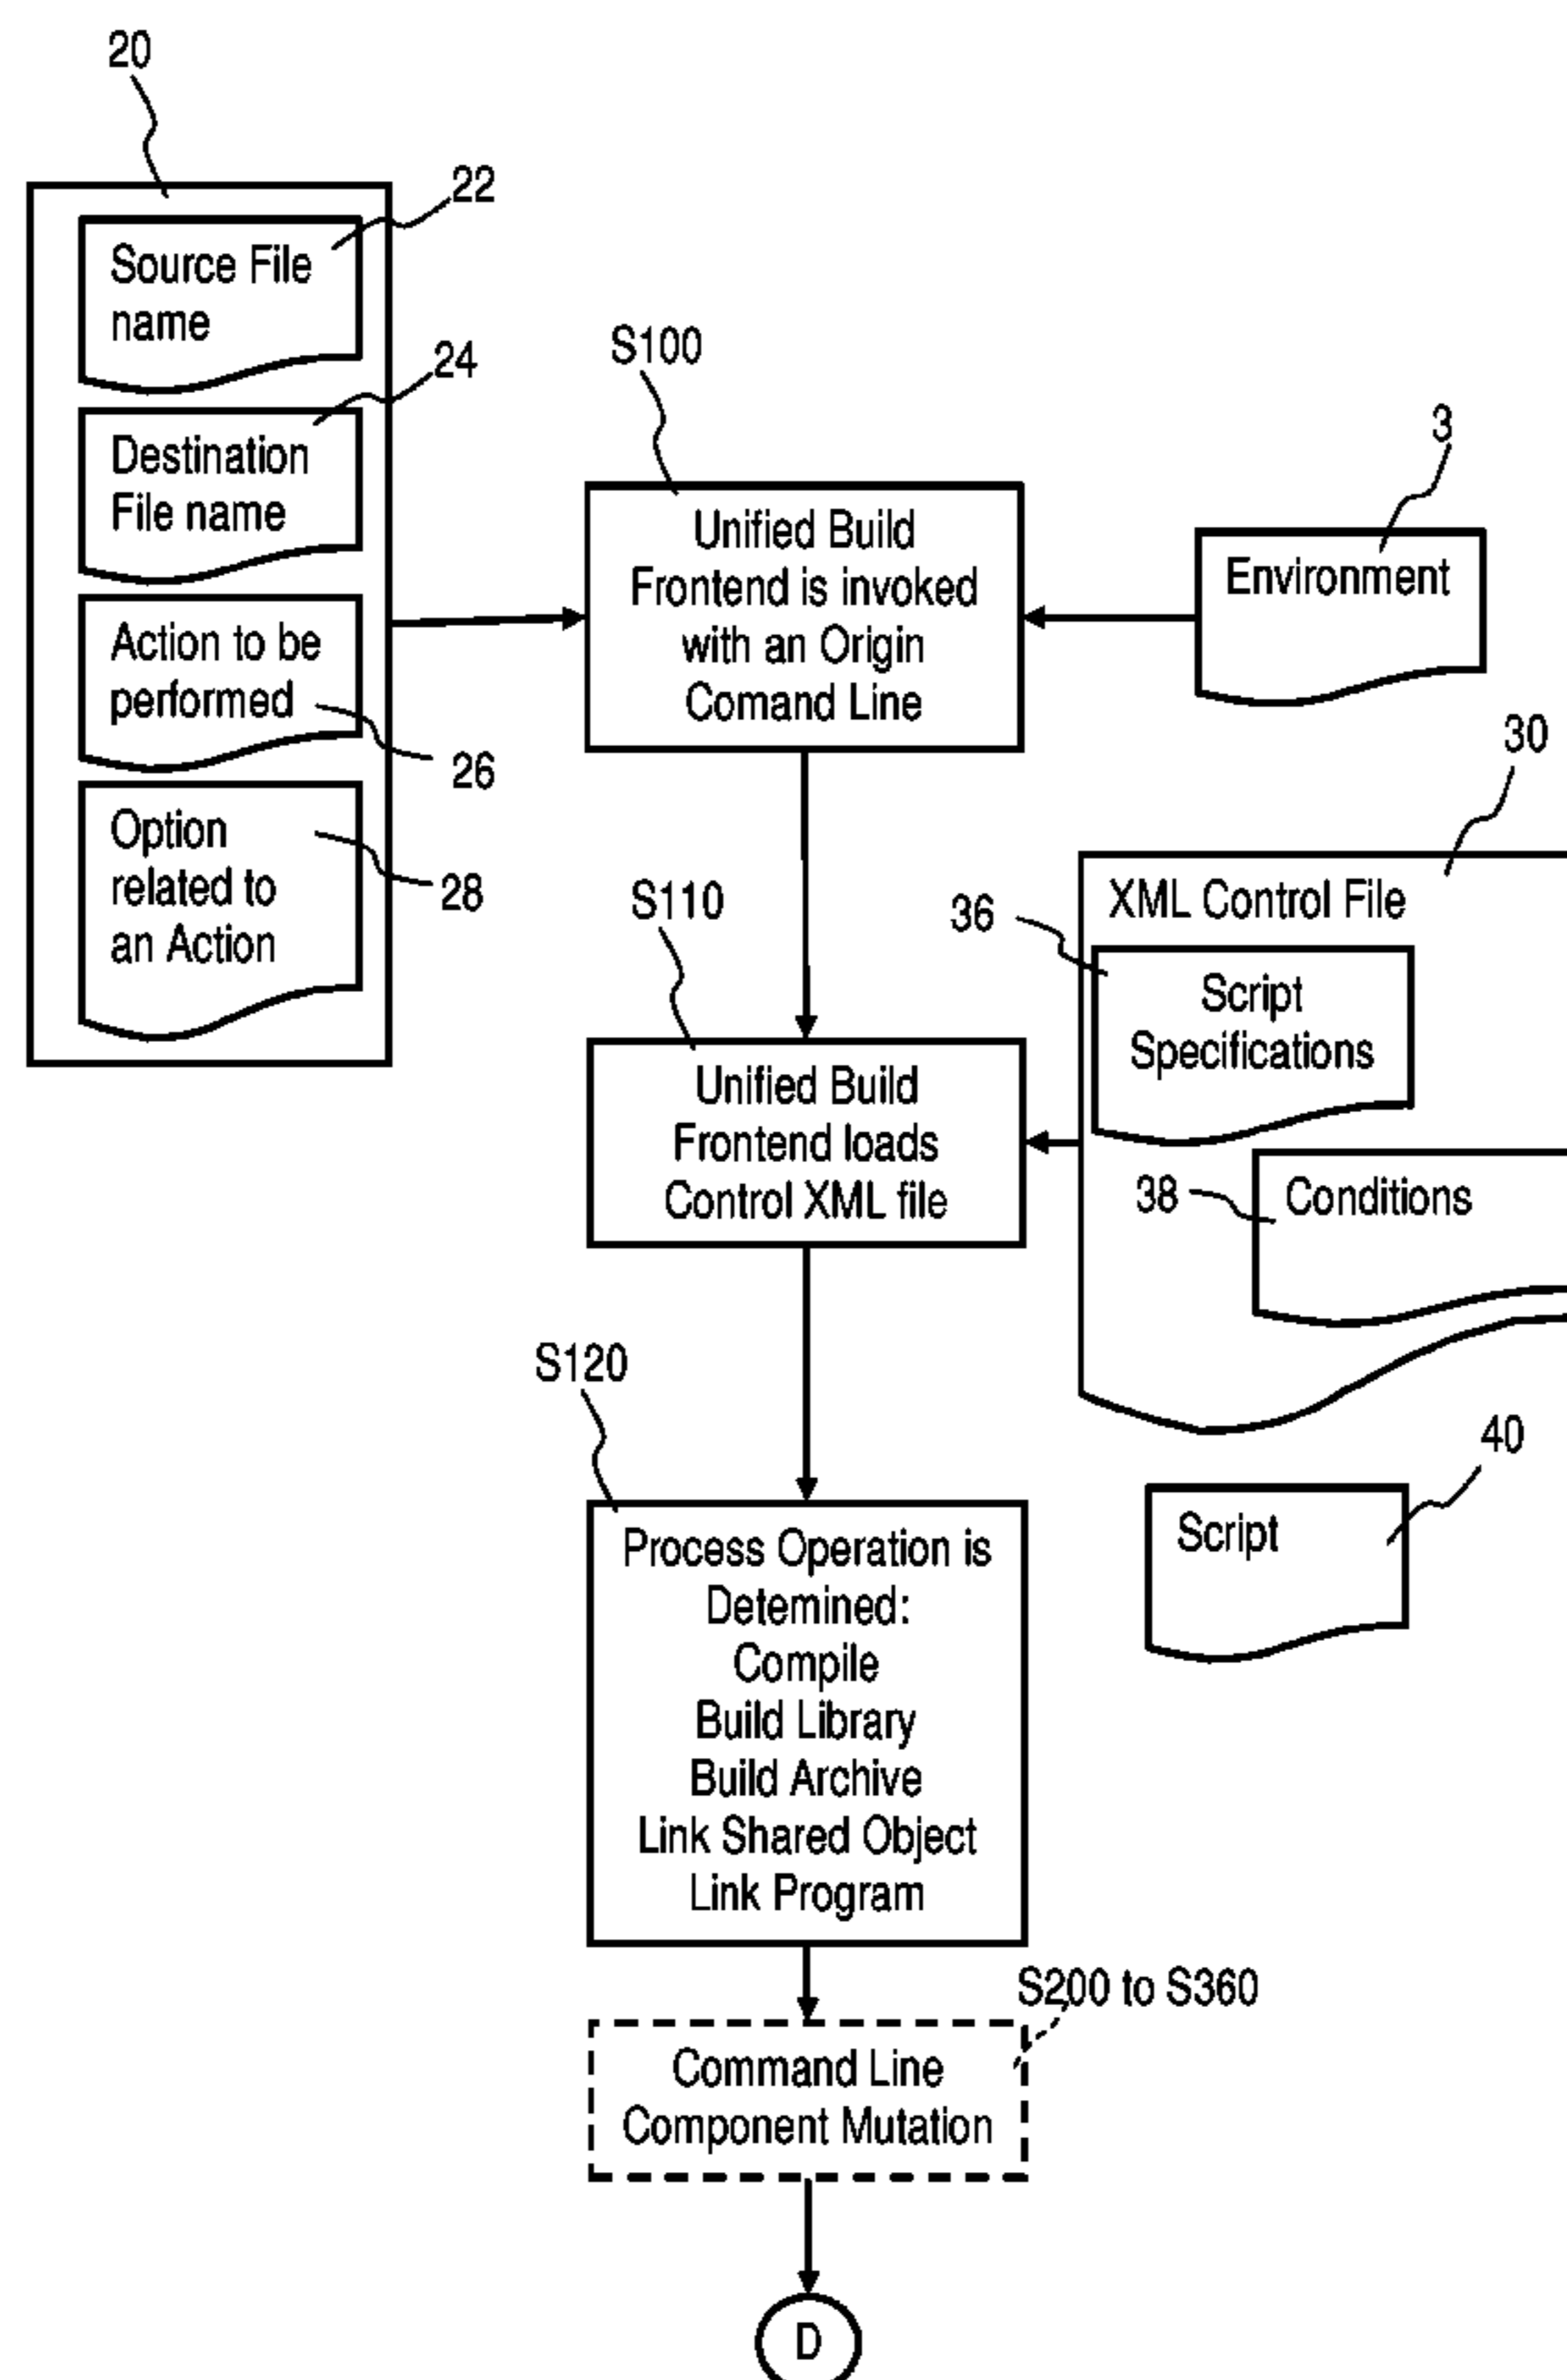 20
22
Source File
name
24
Destination
File name
Action to be
performed
26
Option
related to
an Action
28
S100
Unified Build
Frontend is invoked
with an Origin
Comand Line
3
Environment
30
XML Control File
36
Script
Specifications
38
Conditions
S110
Unified Build
Frontend loads
Control XML file
40
Script
S120
Process Operation is
Detemined:
Compile
Build Library
Build Archive
Link Shared Object
Link Program
S200 to S360
Command Line
Component Mutation
D